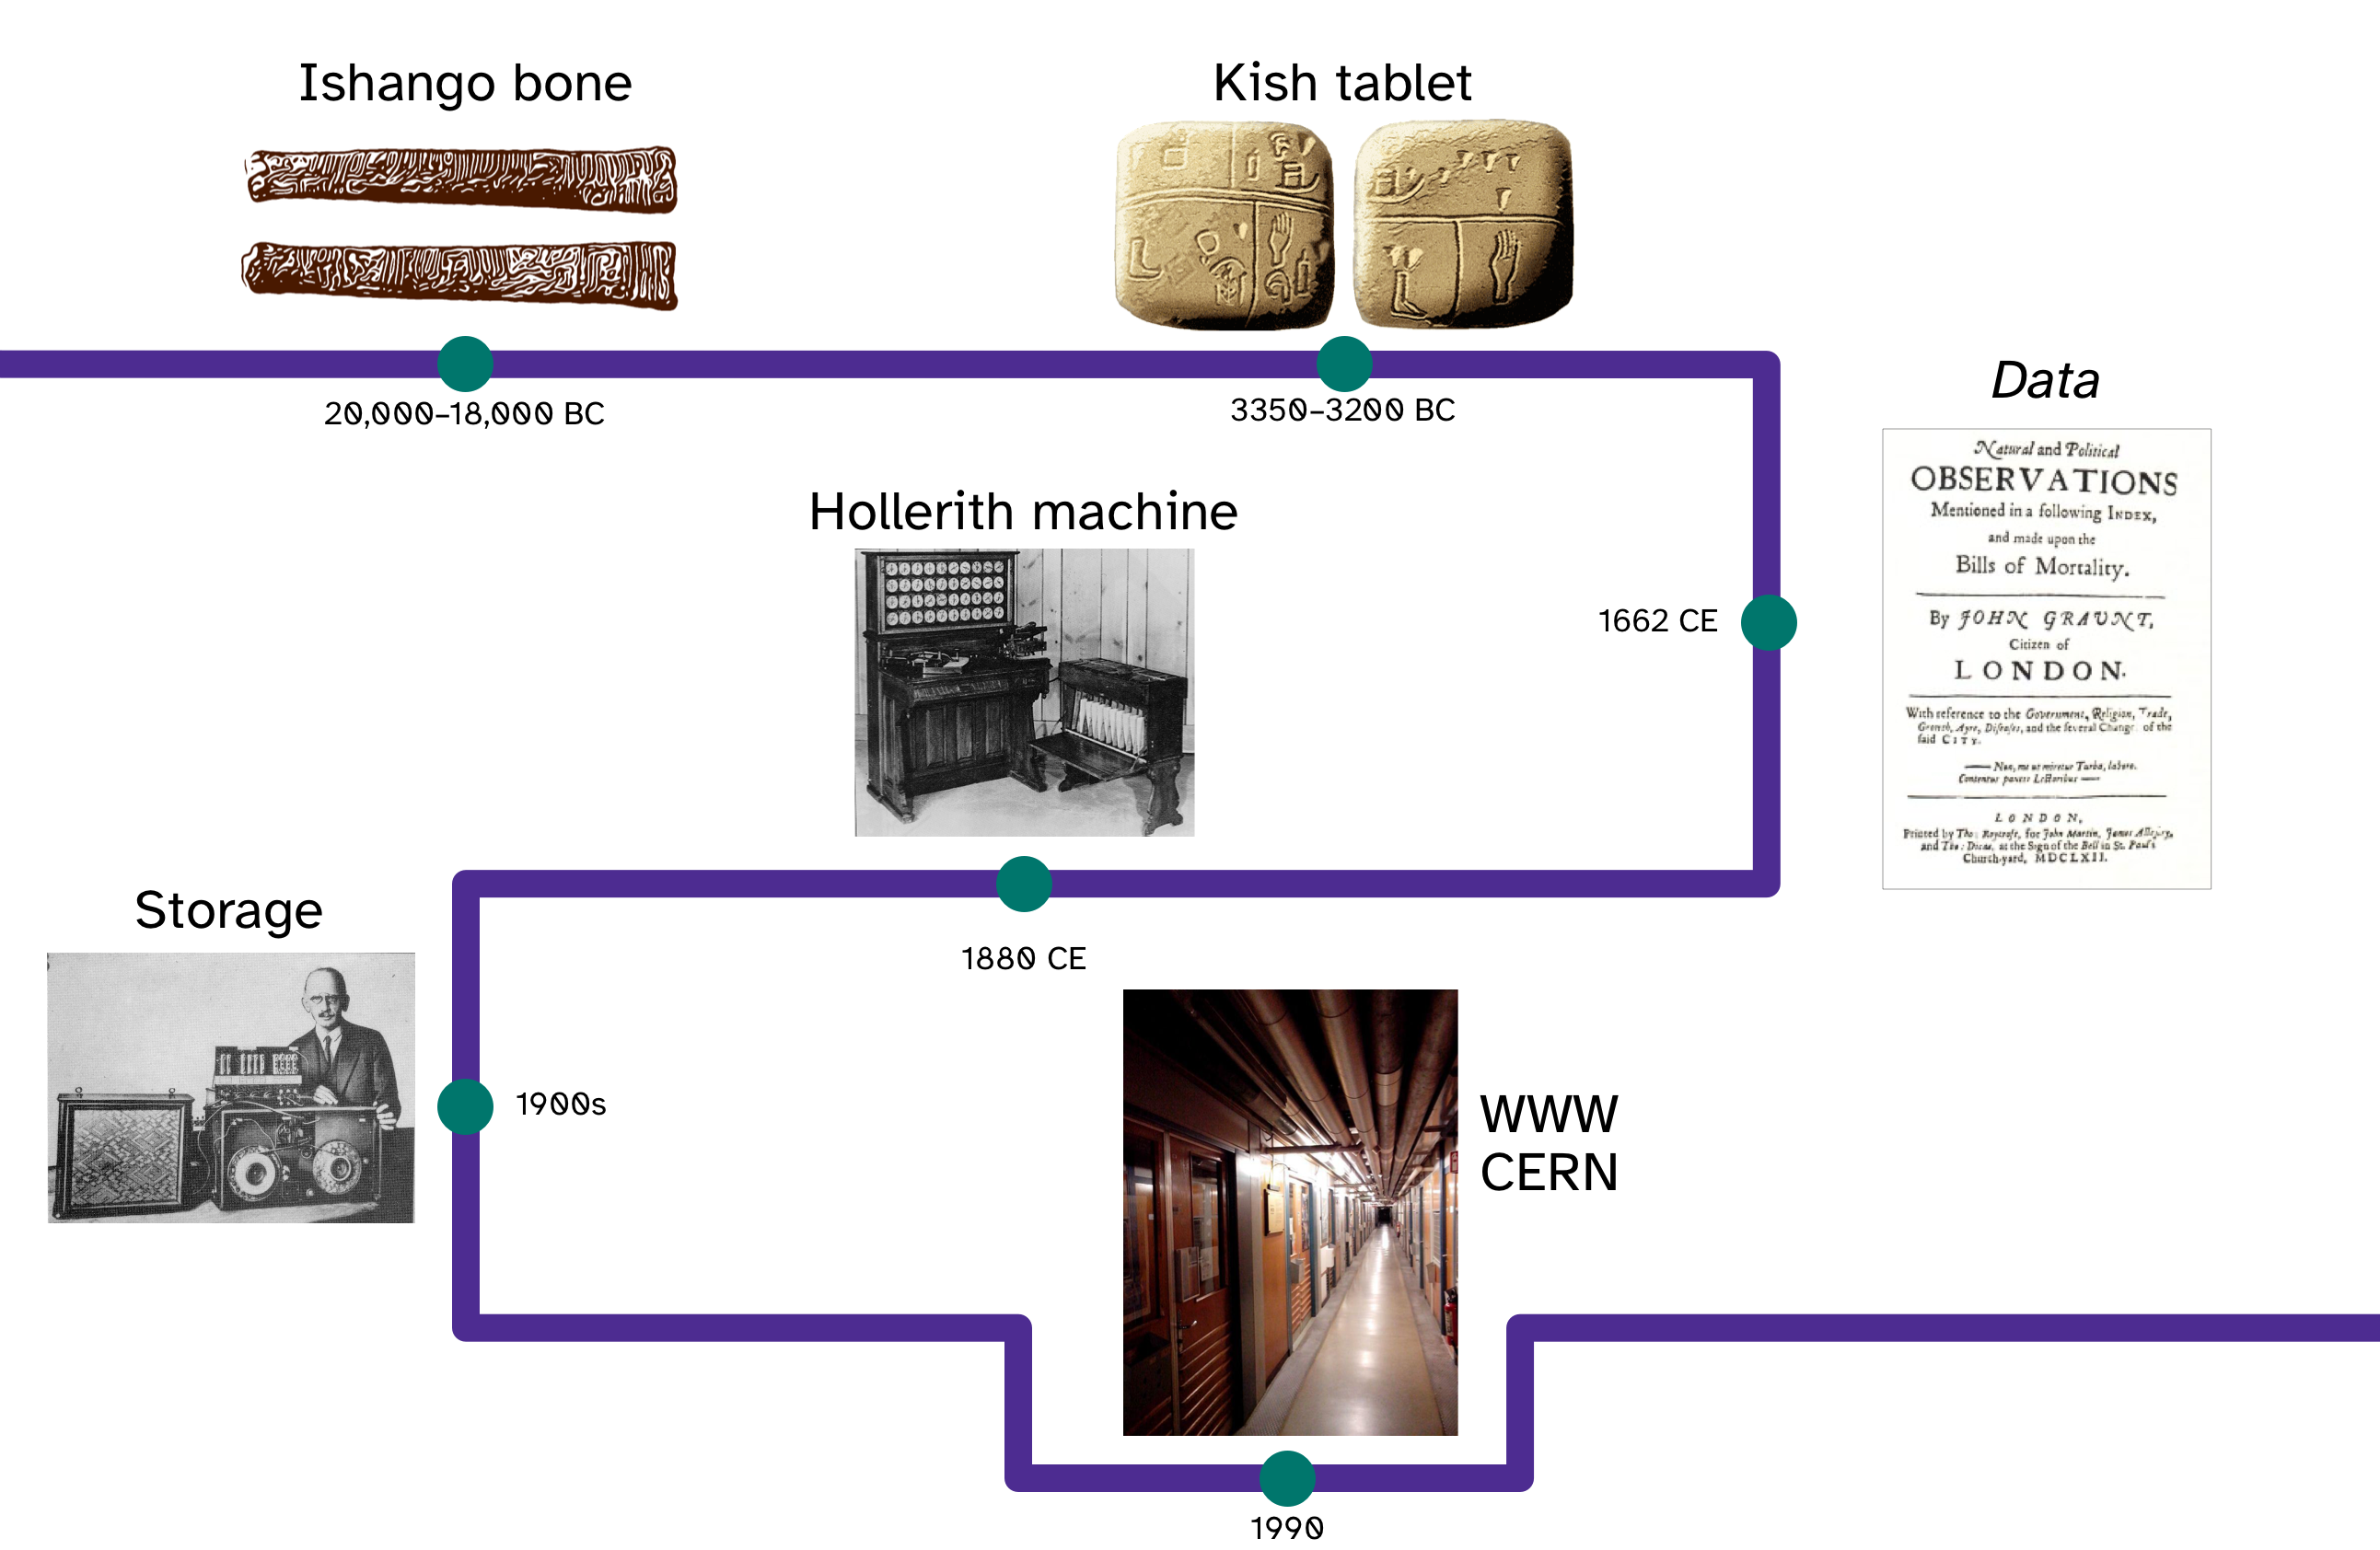 Ishango bone
Kish tablet
20,000–18,000 BC
3350–3200 BC
Data
Natural and Political
OBSERVATIONS
Mentioned in a following INDEX,
and made upon the
Bills of Mortality.
By JOHN GRAUNT,
Citizen of
LONDON.
With reference to the Government, Religion, Trade,
Growth, Ayre, Diseases, and the several Changes of the
said CITY.
— Non, me ut miretur Turba, laboro.
Contentus paucis Lectoribus —
LONDON,
Printed by Tho: Roycroft, for John Martin, James Allestry,
and Tho: Dicas, at the Sign of the Bell in St. Paul's
Church-yard, MDCLXII.
Hollerith machine
1662 CE
1880 CE
Storage
1900s
WWW
CERN
1990